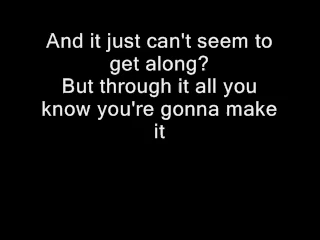 And it just can't seem to
get along?
But through it all you
know you're gonna make
it